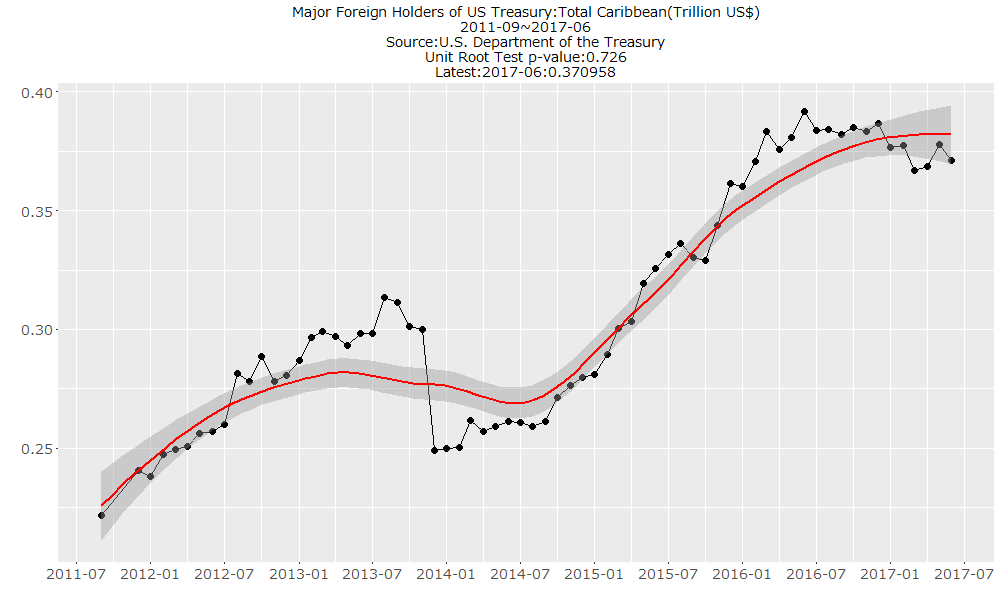 Major Foreign Holders of US Treasury:Total Caribbean(Trillion US$)
2011-09~2017-06
Source:U.S. Department of the Treasury
Unit Root Test p-value:0.726
Latest:2017-06:0.370958
0.40
0.35
0.30
0.25
2011-07 2012-01 2012-07 2013-01 2013-07 2014-01 2014-07 2015-01 2015-07 2016-01 2016-07 2017-01 2017-07